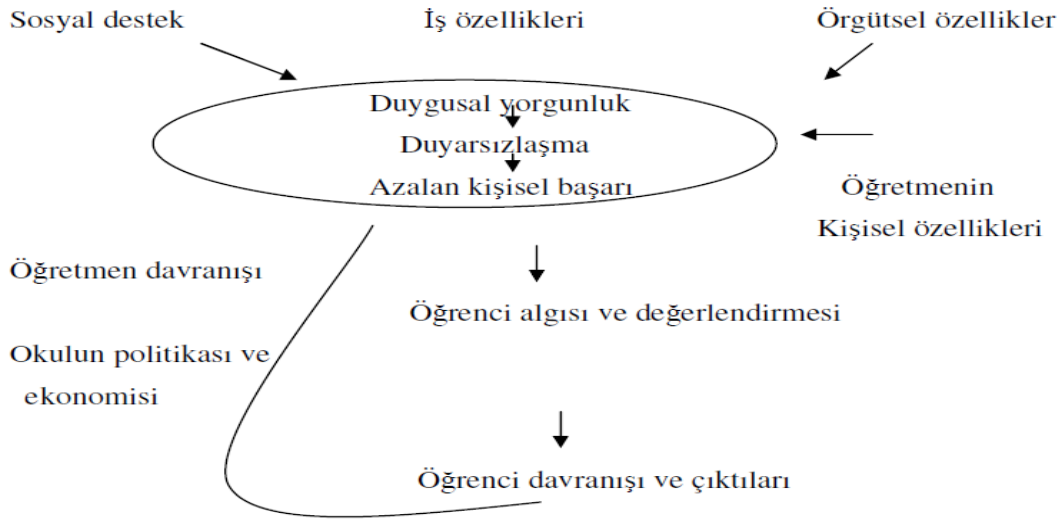 Sosyal destek
İş özellikleri
Örgütsel özellikler
Duygusal yorgunluk
Duyarsızlaşma
Azalan kişisel başarı
Öğretmenin
Kişisel özellikleri
Öğretmen davranışı
Öğrenci algısı ve değerlendirmesi
Okulun politikası ve
ekonomisi
Öğrenci davranışı ve çıktıları